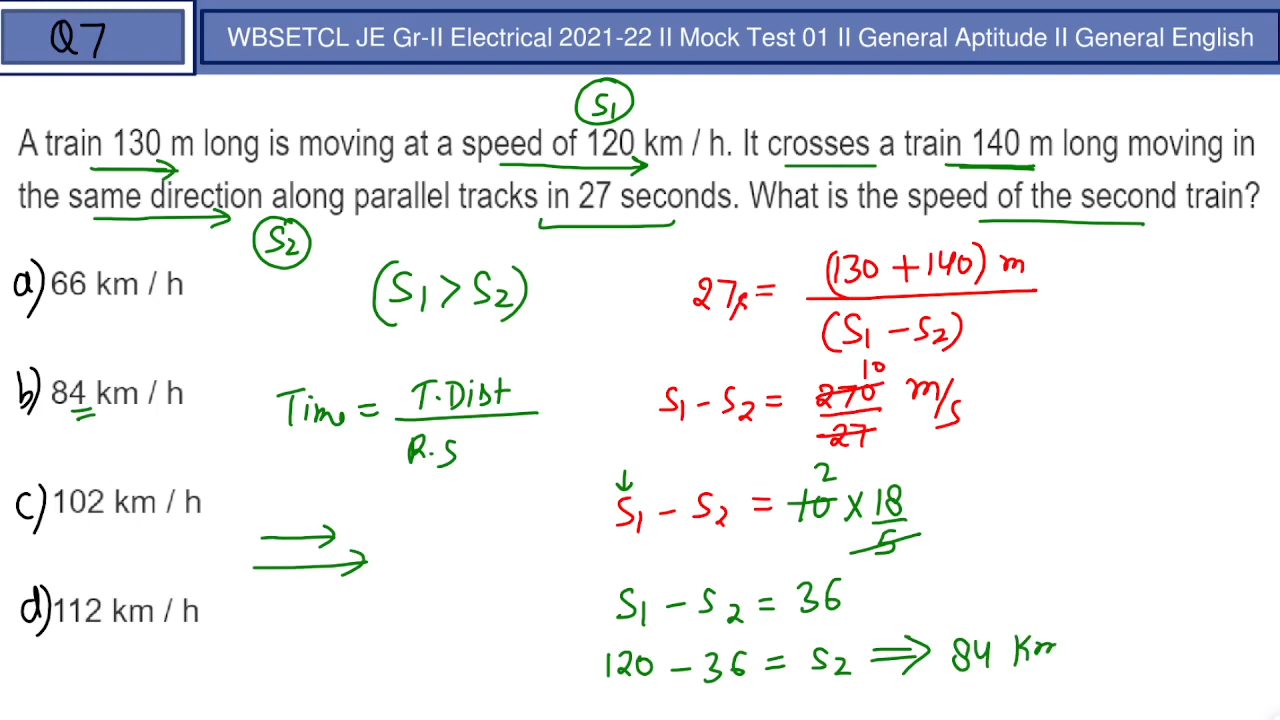 Q7
WBSETCL JE Gr-II Electrical 2021-22 II Mock Test 01 II General Aptitude II General English
S1
A train 130 m long is moving at a speed of 120 km / h. It crosses a train 140 m long moving in
the same direction along parallel tracks in 27 seconds. What is the speed of the second train?
S2
a) 66 km / h
(S1 > S2)
27s = (130 + 140) m / (S1 - S2)
b) 84 km / h
Time = T.Dist / R.S
S1 - S2 = 270 / 27 10 m/s
c) 102 km / h
S1 - S2 = 10 2 × 18 / 5
d) 112 km / h
S1 - S2 = 36
120 - 36 = S2 ⇒ 84 Km